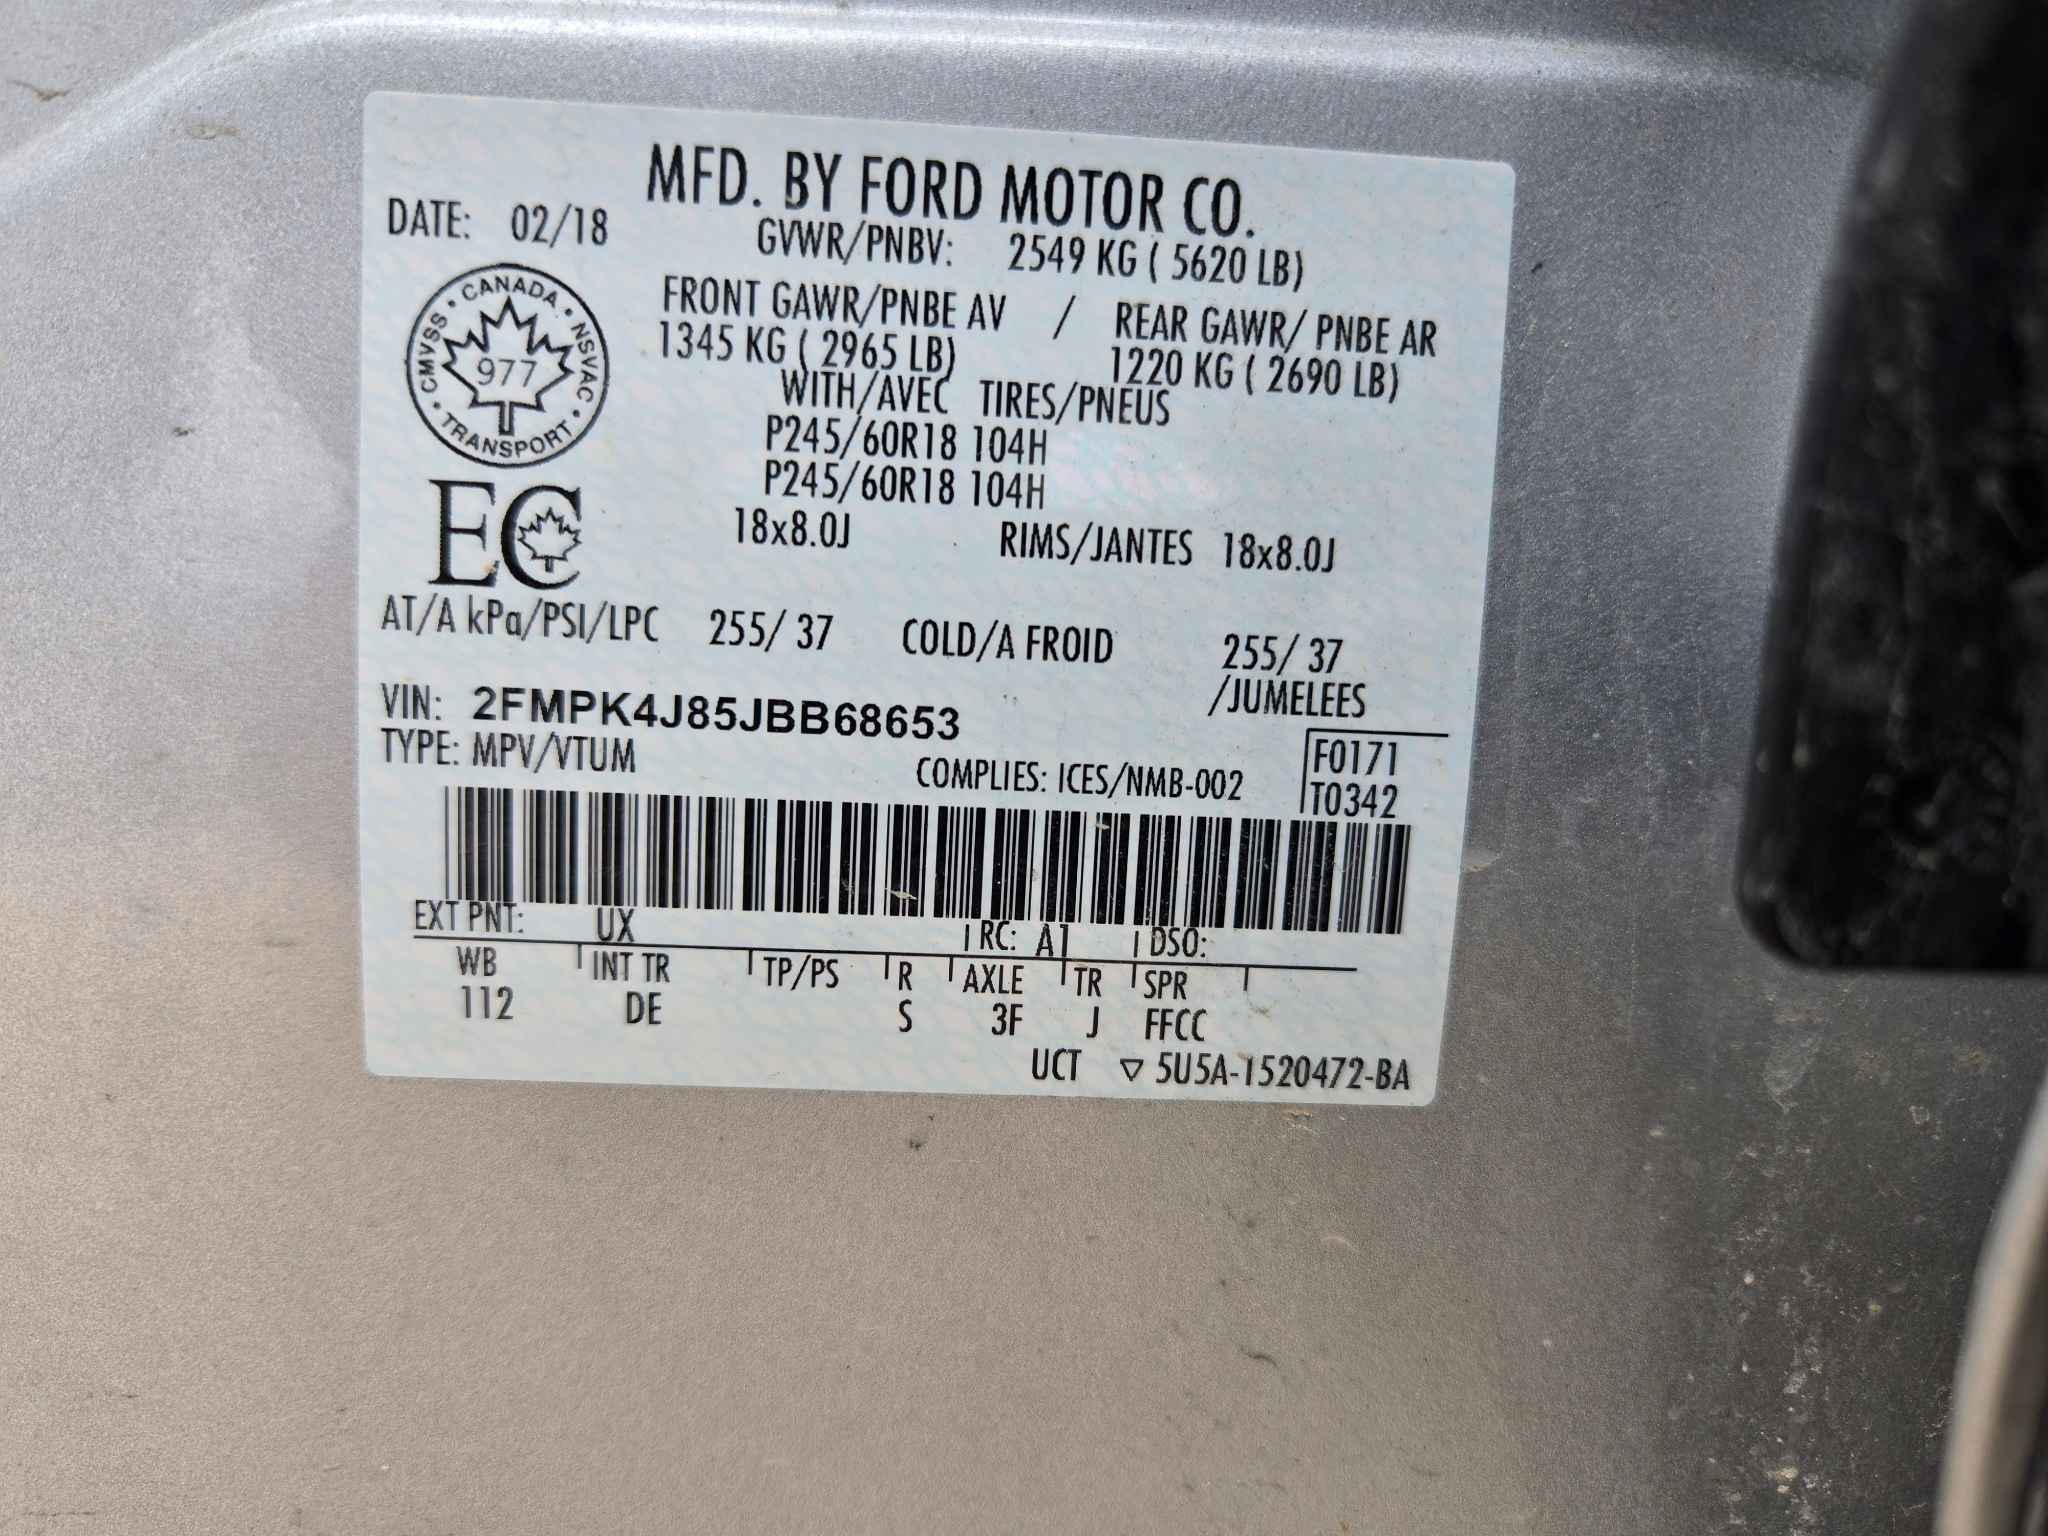 MFD. BY FORD MOTOR CO.
DATE: 02/18
GVWR/PNBV: 2549 KG ( 5620 LB)
FRONT GAWR/PNBE AV / REAR GAWR/ PNBE AR
1345 KG ( 2965 LB) 1220 KG ( 2690 LB)
WITH/AVEC TIRES/PNEUS
P245/60R18 104H
P245/60R18 104H
CANADA • NSVAC • TRANSPORT • CMVSS •
977
EC
18x8.0J RIMS/JANTES 18x8.0J
AT/A kPa/PSI/LPC 255/ 37 COLD/A FROID 255/ 37
/JUMELEES
VIN: 2FMPK4J85JBB68653
TYPE: MPV/VTUM
COMPLIES: ICES/NMB-002
F0171
T0342
EXT PNT: UX RC: A1 DSO:
WB INT TR TP/PS R AXLE TR SPR
112 DE S 3F J FFCC
UCT ▽ 5U5A-1520472-BA